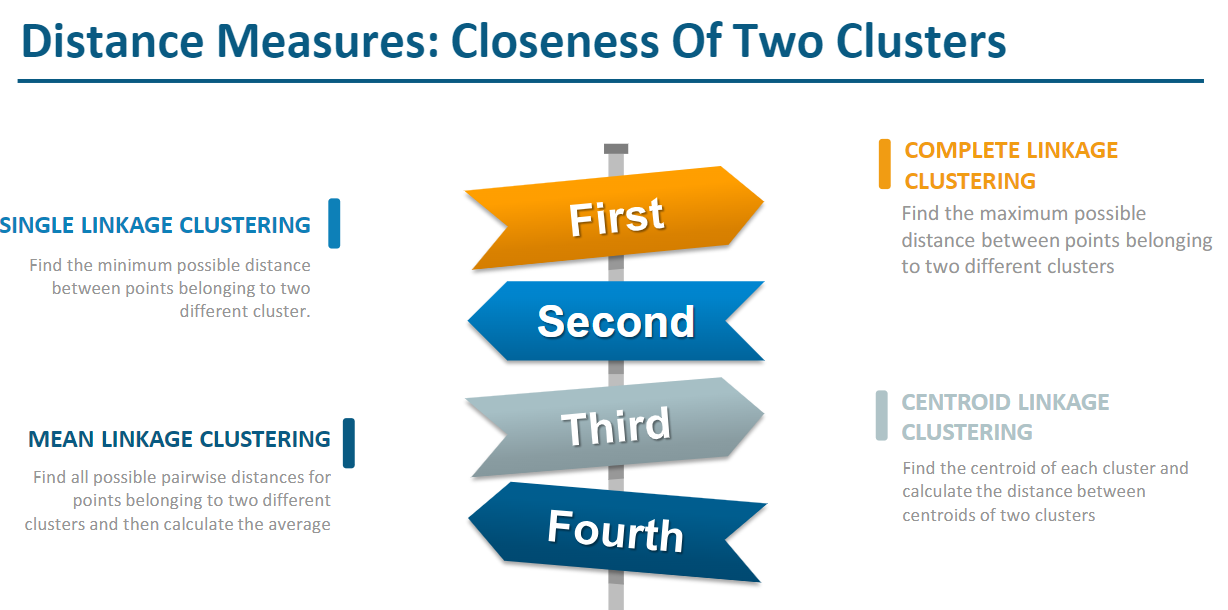 Distance Measures: Closeness Of Two Clusters
SINGLE LINKAGE CLUSTERING
Find the minimum possible distance
between points belonging to two
different cluster.
MEAN LINKAGE CLUSTERING
Find all possible pairwise distances for
points belonging to two different
clusters and then calculate the average
First
Second
Third
Fourth
COMPLETE LINKAGE
CLUSTERING
Find the maximum possible
distance between points belonging
to two different clusters
CENTROID LINKAGE
CLUSTERING
Find the centroid of each cluster and
calculate the distance between
centroids of two clusters